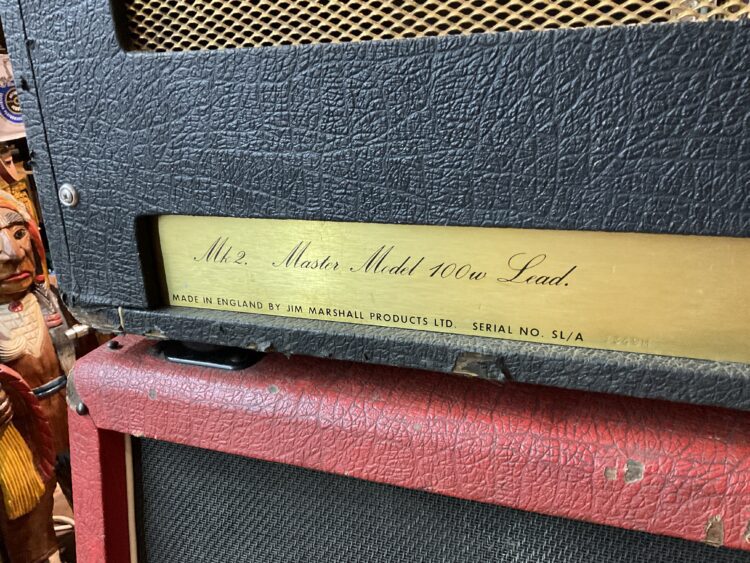 Mk 2. Master Model 100w Lead.
MADE IN ENGLAND BY JIM MARSHALL PRODUCTS LTD. SERIAL NO. SL/A